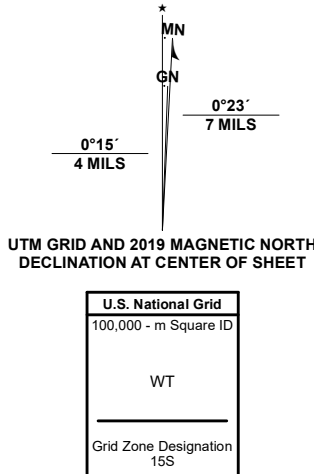 ★
MN
GN
0°23´
7 MILS
0°15´
4 MILS
UTM GRID AND 2019 MAGNETIC NORTH
DECLINATION AT CENTER OF SHEET
U.S. National Grid
100,000 - m Square ID
WT
Grid Zone Designation
15S